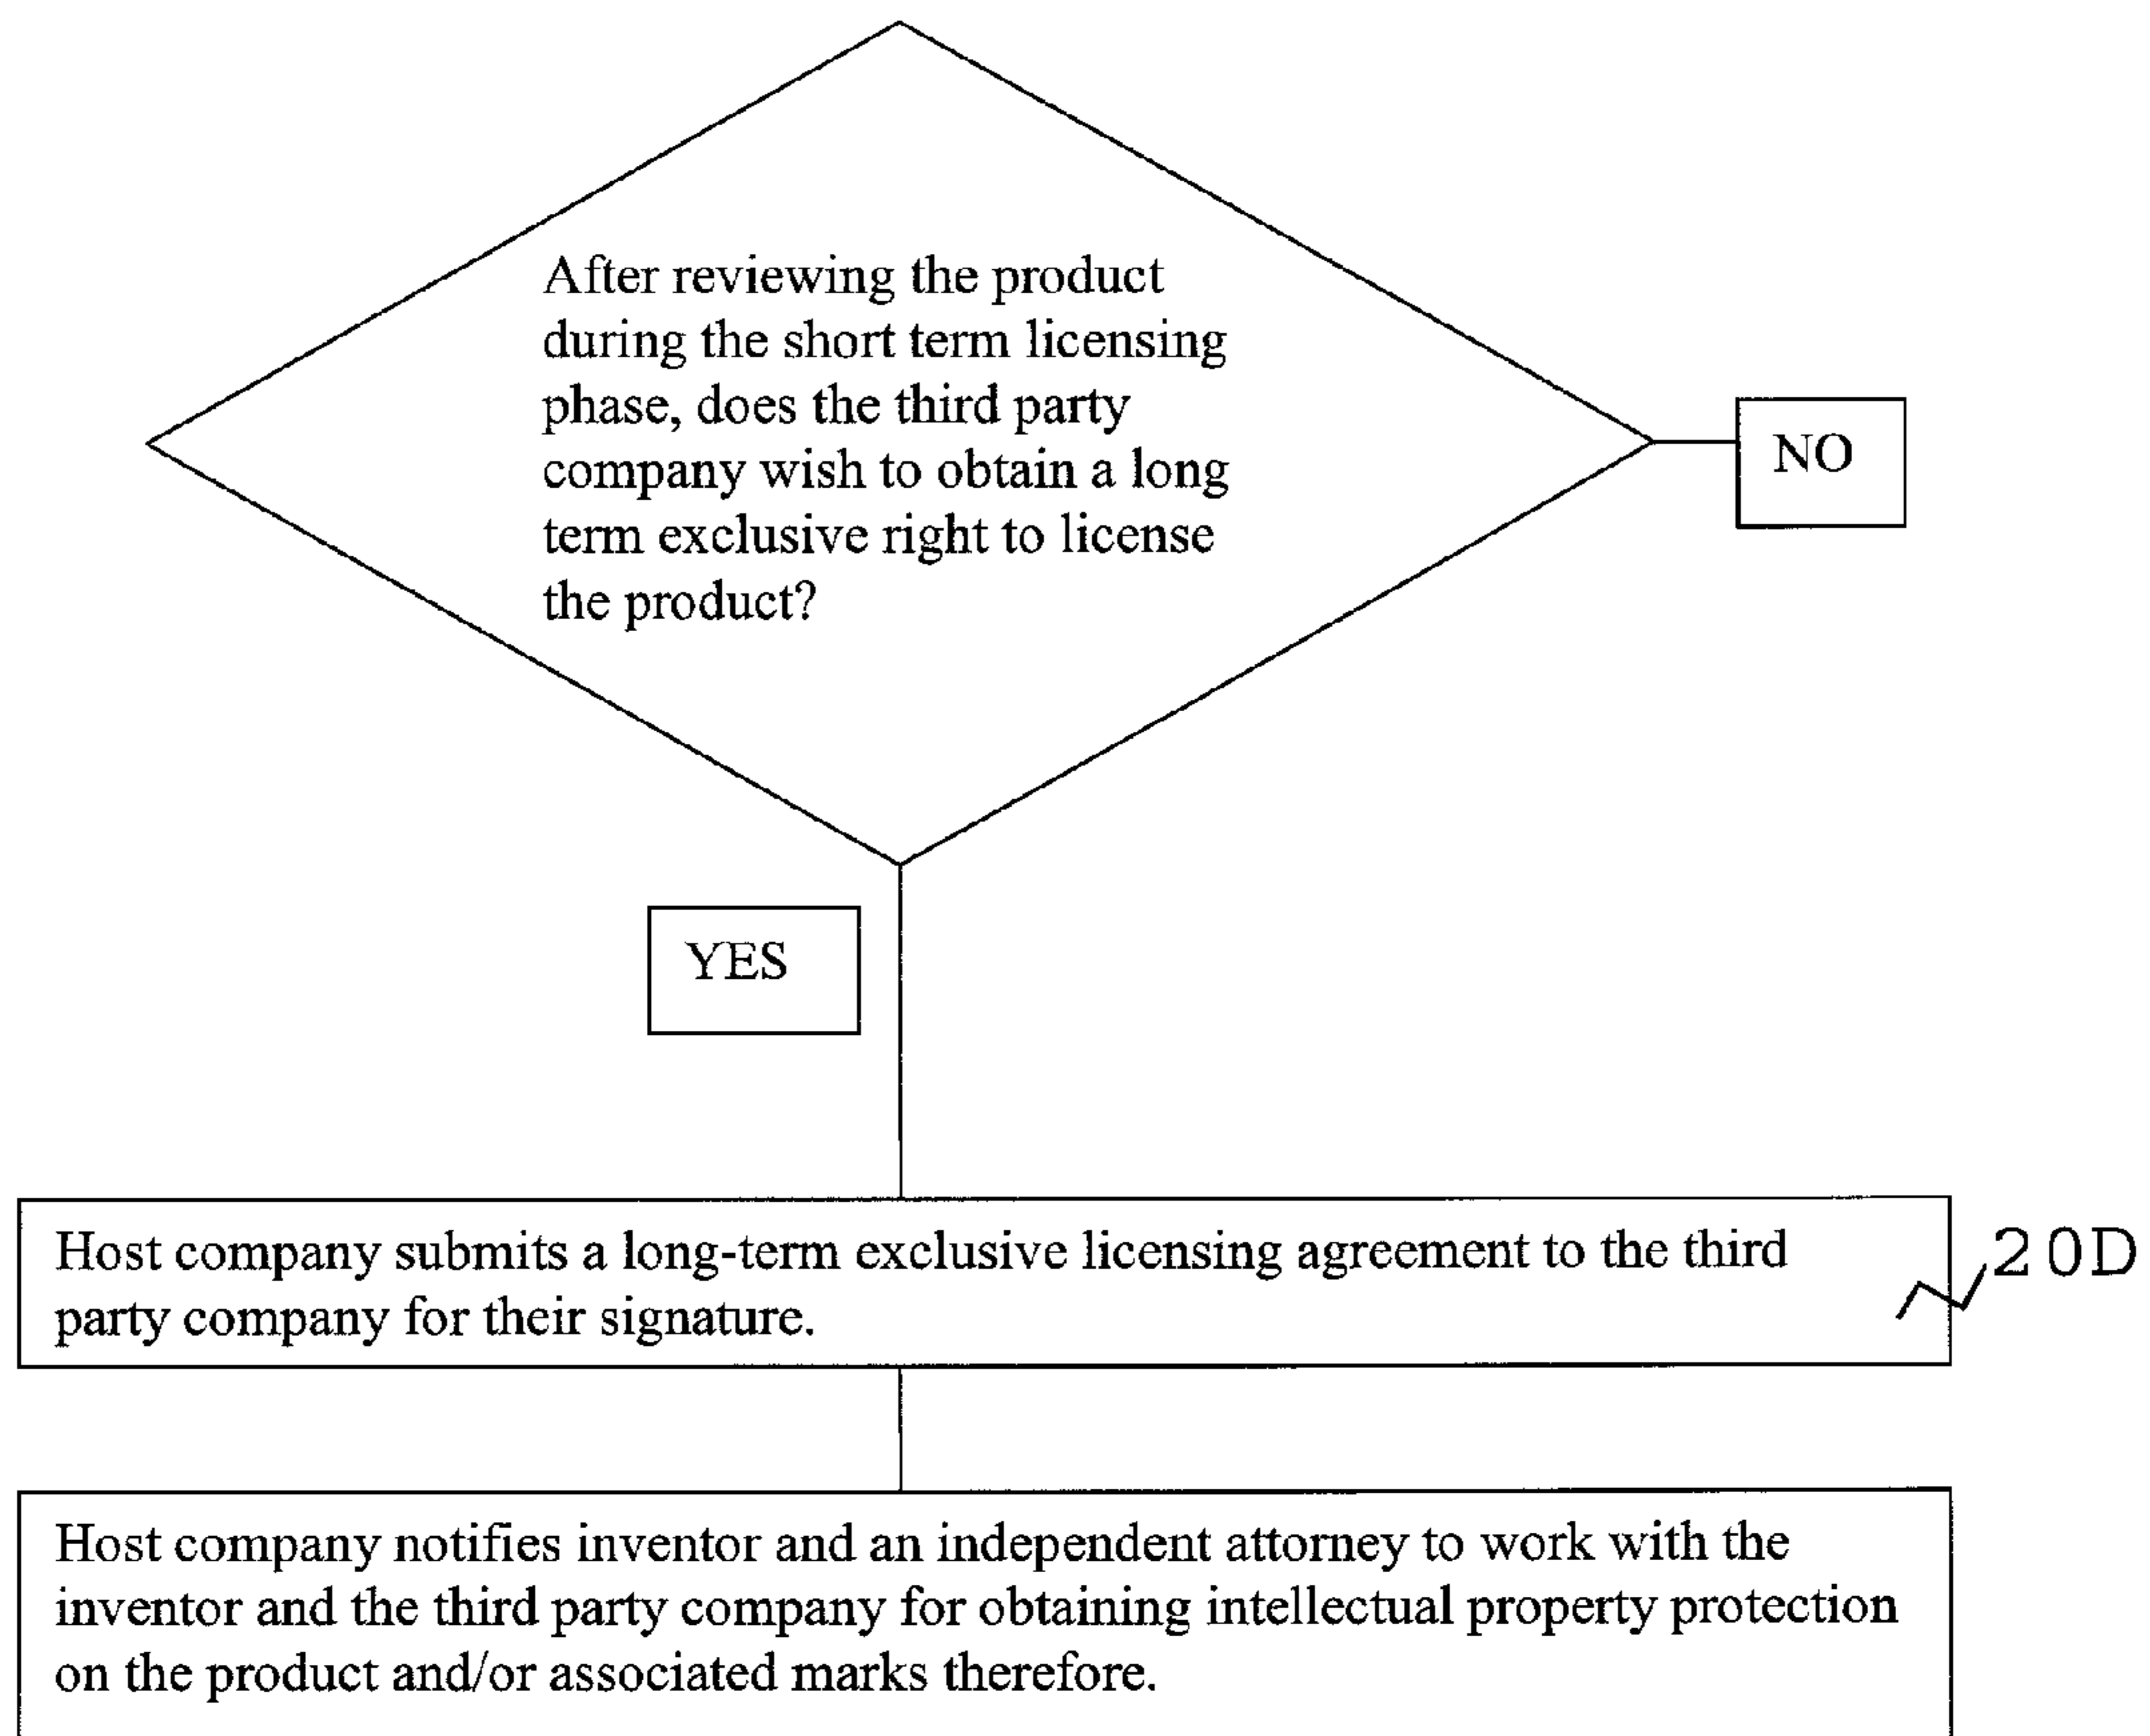 After reviewing the product
during the short term licensing
phase, does the third party
company wish to obtain a long
term exclusive right to license
the product?
NO
YES
Host company submits a long-term exclusive licensing agreement to the third
party company for their signature.
20D
Host company notifies inventor and an independent attorney to work with the
inventor and the third party company for obtaining intellectual property protection
on the product and/or associated marks therefore.